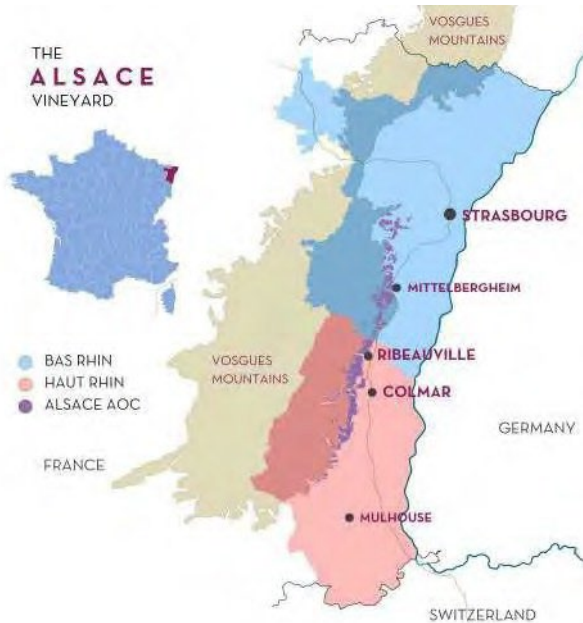 THE
ALSACE
VINEYARD
VOSGUES
MOUNTAINS
STRASBOURG
MITTELBERGHEIM
RIBEAUVILLE
COLMAR
VOSGUES
MOUNTAINS
BAS RHIN
HAUT RHIN
ALSACE AOC
GERMANY
FRANCE
MULHOUSE
SWITZERLAND